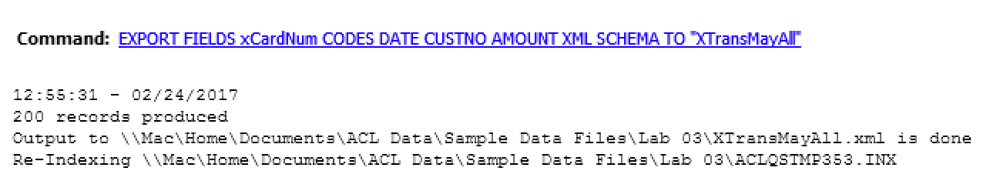 Command: EXPORT FIELDS xCardNum CODES DATE CUSTNO AMOUNT XML SCHEMA TO "XTransMayAll"
12:55:31 - 02/24/2017
200 records produced
Output to \\Mac\Home\Documents\ACL Data\Sample Data Files\Lab 03\XTransMayAll.xml is done
Re-Indexing \\Mac\Home\Documents\ACL Data\Sample Data Files\Lab 03\ACLQSTMP353.INX